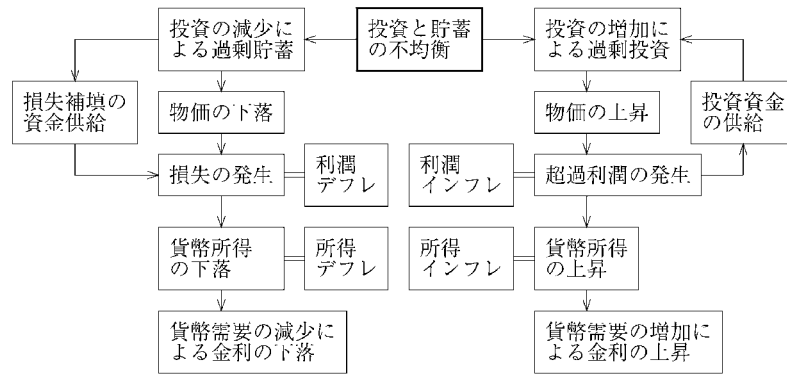 投資の減少に
よる過剰貯蓄
投資と貯蓄
の不均衡
投資の増加に
よる過剰投資
損失補填の
資金供給
物価の下落
物価の上昇
投資資金
の供給
損失の発生
利潤
デフレ
利潤
インフレ
超過利潤の発生
貨幣所得
の下落
所得
デフレ
所得
インフレ
貨幣所得
の上昇
貨幣需要の減少に
よる金利の下落
貨幣需要の増加に
よる金利の上昇